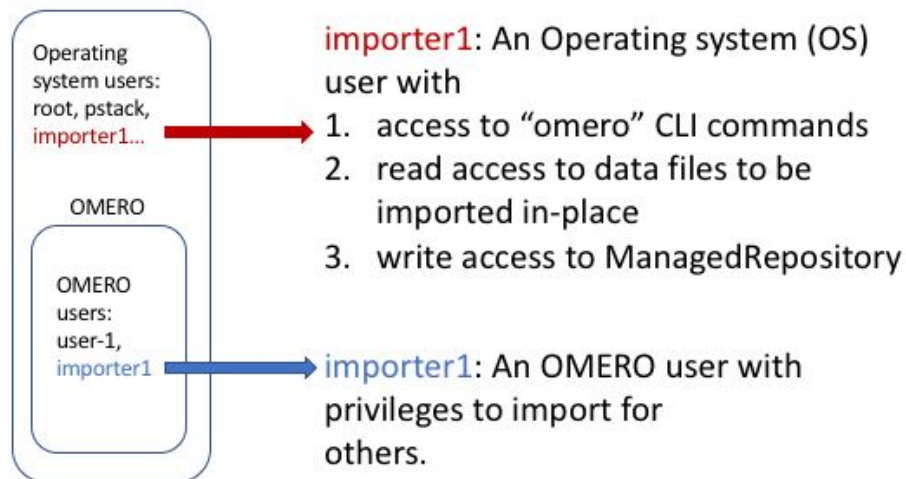 Operating
system users:
root, pstack,
importer1...
OMERO
OMERO
users:
user-1,
importer1
importer1: An Operating system (OS)
user with
1. access to “omero” CLI commands
2. read access to data files to be
imported in-place
3. write access to ManagedRepository
importer1: An OMERO user with
privileges to import for
others.